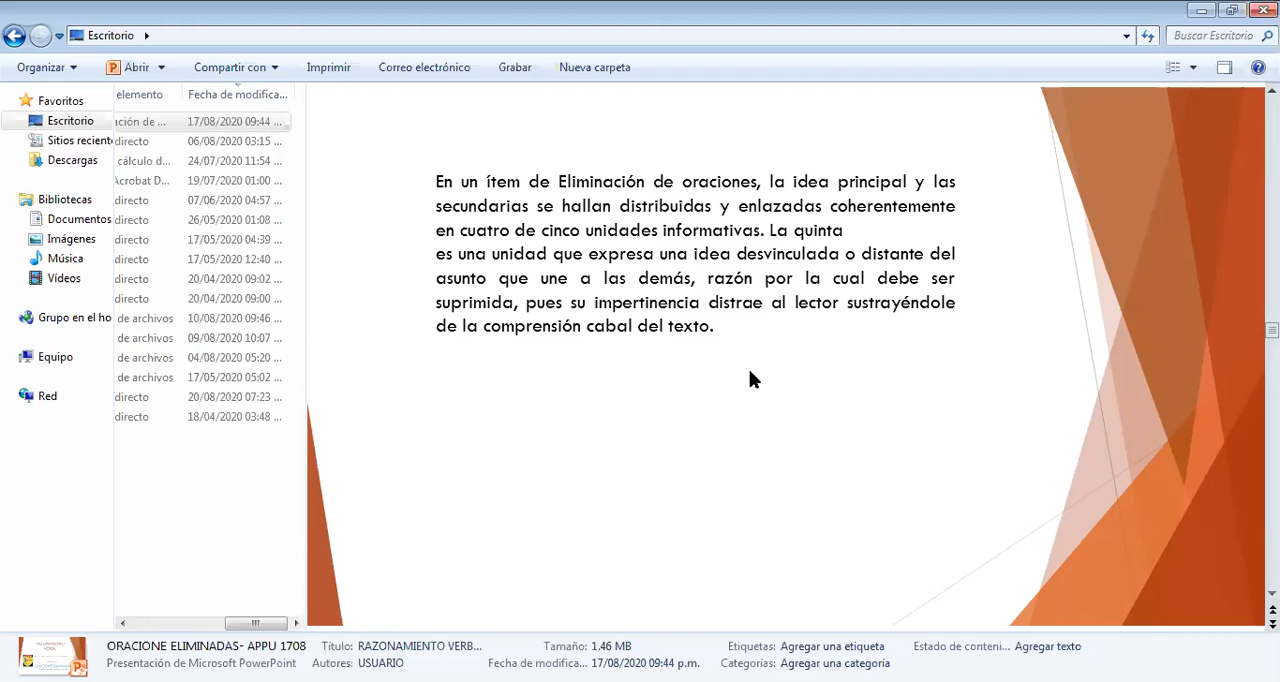 Escritorio
Buscar Escritorio
Organizar Abrir Compartir con Imprimir Correo electrónico Grabar Nueva carpeta
Favoritos
Escritorio
Sitios recient
Descargas
Bibliotecas
Documentos
Imágenes
Música
Vídeos
Grupo en el ho
Equipo
Red
elemento Fecha de modifica...
ación de ... 17/08/2020 09:44 ...
directo 06/08/2020 03:15 ...
cálculo d... 24/07/2020 11:54 ...
Acrobat D... 19/07/2020 01:00 ...
directo 07/06/2020 04:57 ...
directo 26/05/2020 01:08 ...
directo 17/05/2020 04:39 ...
directo 17/05/2020 12:40 ...
directo 20/04/2020 09:02 ...
directo 20/04/2020 09:00 ...
de archivos 10/08/2020 09:46 ...
de archivos 09/08/2020 10:07 ...
de archivos 04/08/2020 05:20 ...
de archivos 17/05/2020 05:02 ...
directo 20/08/2020 07:23 ...
directo 18/04/2020 03:48 ...
En un ítem de Eliminación de oraciones, la idea principal y las
secundarias se hallan distribuidas y enlazadas coherentemente
en cuatro de cinco unidades informativas. La quinta
es una unidad que expresa una idea desvinculada o distante del
asunto que une a las demás, razón por la cual debe ser
suprimida, pues su impertinencia distrae al lector sustrayéndole
de la comprensión cabal del texto.
ORACIONE ELIMINADAS- APPU 1708 Título: RAZONAMIENTO VERB... Tamaño: 1.46 MB Etiquetas: Agregar una etiqueta Estado de conteni... Agregar texto
Presentación de Microsoft PowerPoint Autores: USUARIO Fecha de modifica... 17/08/2020 09:44 p.m. Categorías: Agregar una categoría